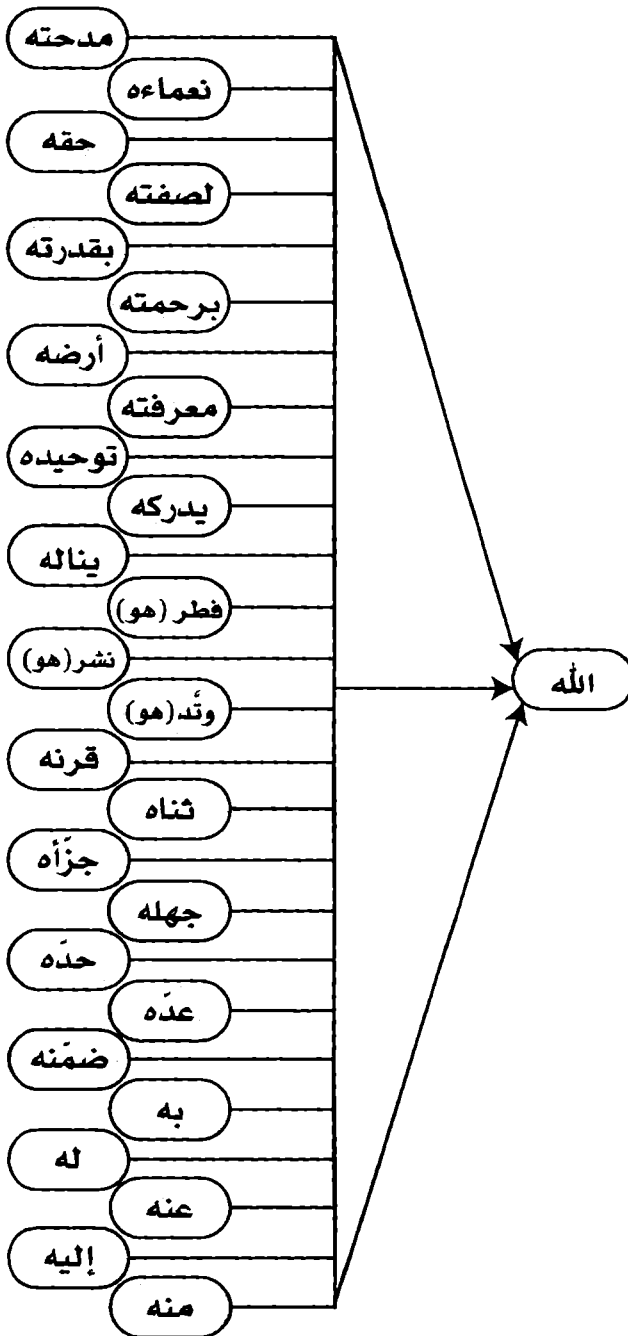 مدحته
نعماءه
حقه
لصفته
بقدرته
برحمته
أرضه
معرفته
توحيده
يدركه
يناله
فطر (هو)
نشر(هو)
وتَّد(هو)
قرنه
ثناه
جزّأه
جهله
حدّه
عدّه
ضمّنه
به
له
عنه
إليه
منه
الله